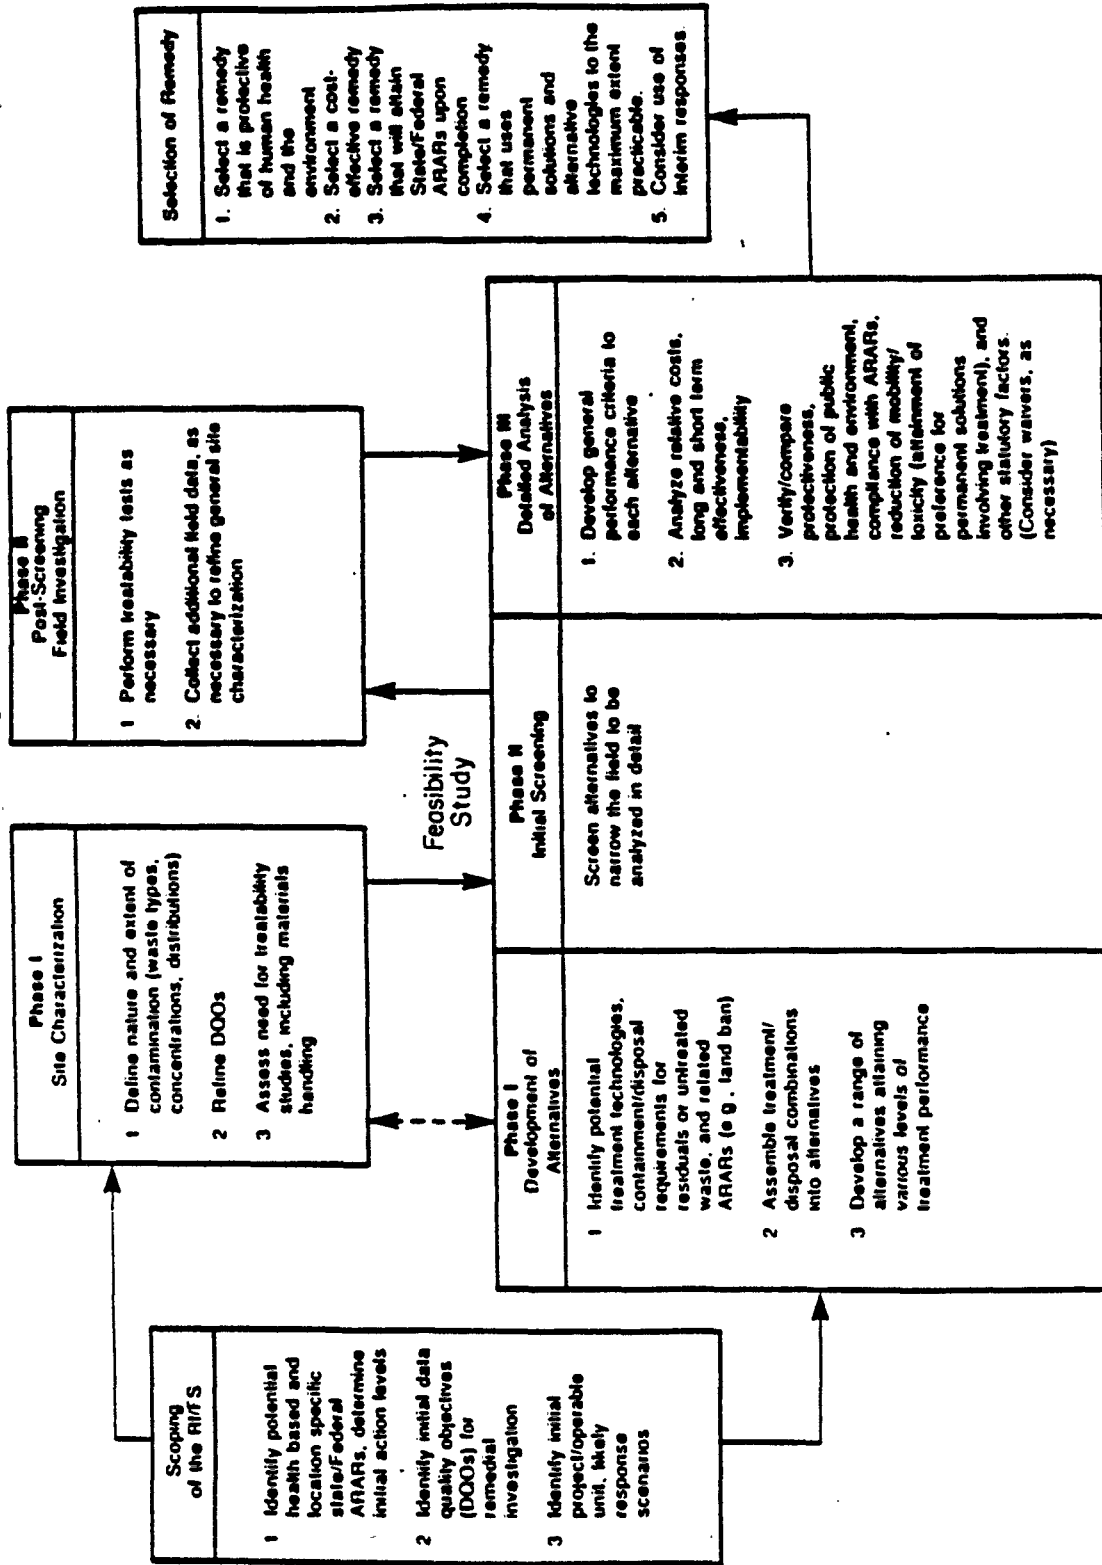 Scoping
of the RI/FS
1 Identify potential
health based and
location specific
state/Federal
ARARs, determine
initial action levels
2 Identify initial data
quality objectives
(DQOs) for
remedial
investigation
3 Identify initial
project/operable
unit, likely
response
scenarios
Phase I
Site Characterization
1 Define nature and extent of
contamination (waste types,
concentrations, distributions)
2 Refine DQOs
3 Assess need for treatability
studies, including materials
handling
Phase II
Post-Screening
Field Investigation
1 Perform treatability tests as
necessary
2. Collect additional field data, as
necessary to refine general site
characterization
Feasibility
Study
Phase I
Development of
Alternatives
1 Identify potential
treatment technologies,
containment/disposal
requirements for
residuals or untreated
waste, and related
ARARs (e g , land ban)
2 Assemble treatment/
disposal combinations
into alternatives
3 Develop a range of
alternatives attaining
various levels of
treatment performance
Phase II
Initial Screening
Screen alternatives to
narrow the field to be
analyzed in detail
Phase III
Detailed Analysis
of Alternatives
1. Develop general
performance criteria to
each alternative
2. Analyze relative costs,
long and short term
effectiveness,
implementability
3. Verify/compare
protectiveness,
protection of public
health and environment,
compliance with ARARs,
reduction of mobility/
toxicity (attainment of
preference for
permanent solutions
involving treatment), and
other statutory factors.
(Consider waivers, as
necessary)
Selection of Remedy
1. Select a remedy
that is protective
of human health
and the
environment
2. Select a cost-
effective remedy
3. Select a remedy
that will attain
State/Federal
ARARs upon
completion
4. Select a remedy
that uses
permanent
solutions and
alternative
technologies to the
maximum extent
practicable.
5. Consider use of
interim responses.